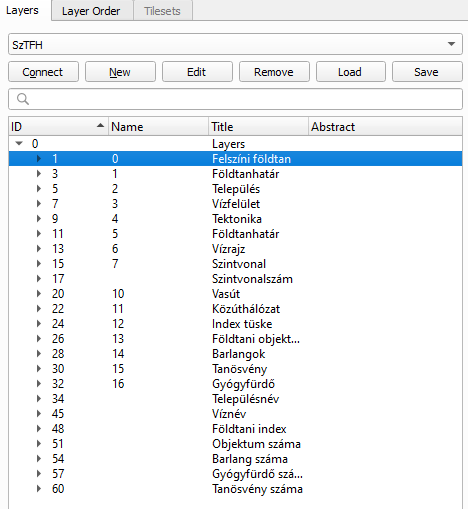 Layers Layer Order Tilesets
SzTFH
Connect New Edit Remove Load Save
ID Name Title Abstract
0 Layers
1 0 Felszíni földtan
3 1 Földtanhatár
5 2 Település
7 3 Vízfelület
9 4 Tektonika
11 5 Földtanhatár
13 6 Vízrajz
15 7 Szintvonal
17 Szintvonalszám
20 10 Vasút
22 11 Közúthálózat
24 12 Index tüske
26 13 Földtani objekt...
28 14 Barlangok
30 15 Tanösvény
32 16 Gyógyfürdő
34 Településnév
45 Víznév
48 Földtani index
51 Objektum száma
54 Barlang száma
57 Gyógyfürdő szá...
60 Tanösvény száma